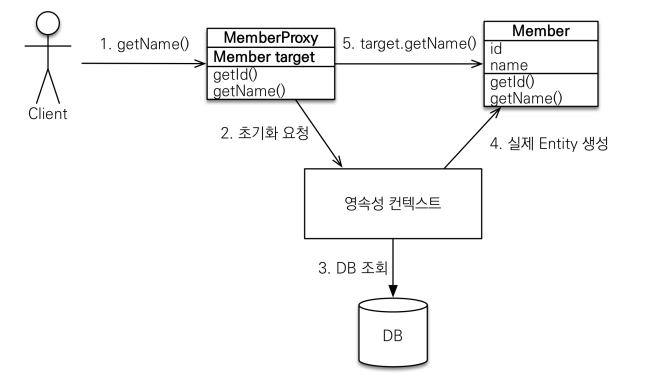 1. getName()
MemberProxy
Member target
getId()
getName()
5. target.getName()
Member
id
name
getId()
getName()
Client
2. 초기화 요청
4. 실제 Entity 생성
영속성 컨텍스트
3. DB 조회
DB